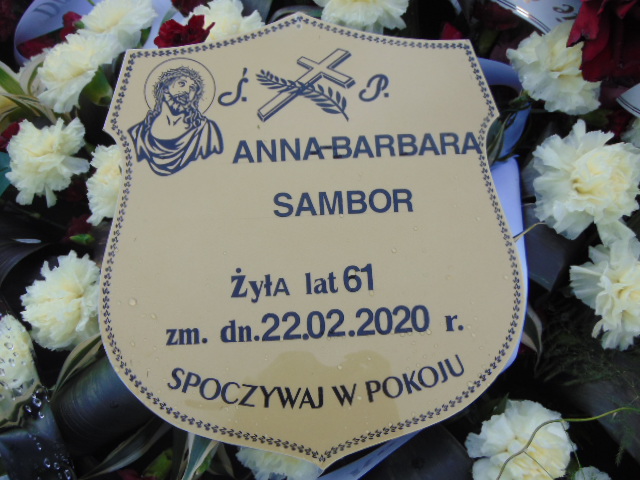 Ś. P.
ANNA-BARBARA
SAMBOR
ŻyłA lat 61
zm. dn. 22.02.2020 r.
SPOCZYWAJ W POKOJU